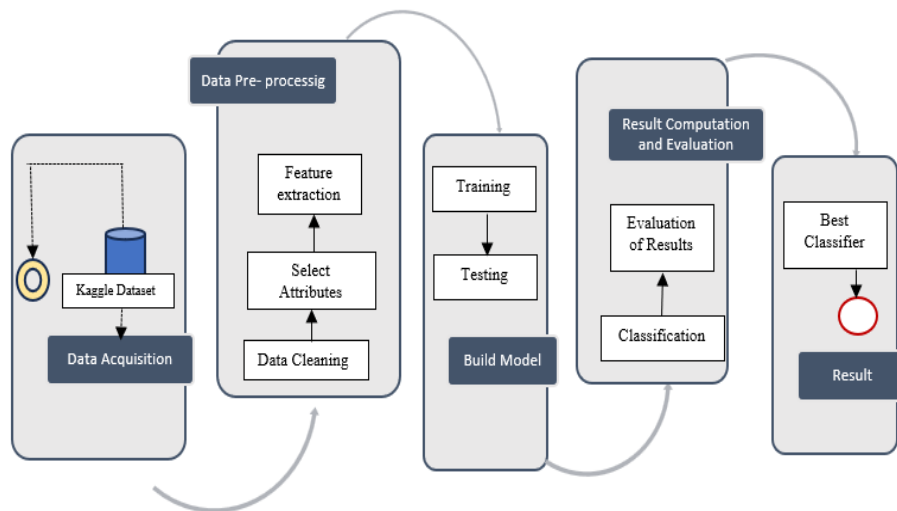 Kaggle Dataset
Data Acquisition
Data Pre- processig
Feature
extraction
Select
Attributes
Data Cleaning
Training
Testing
Build Model
Result Computation
and Evaluation
Evaluation
of Results
Classification
Best
Classifier
Result